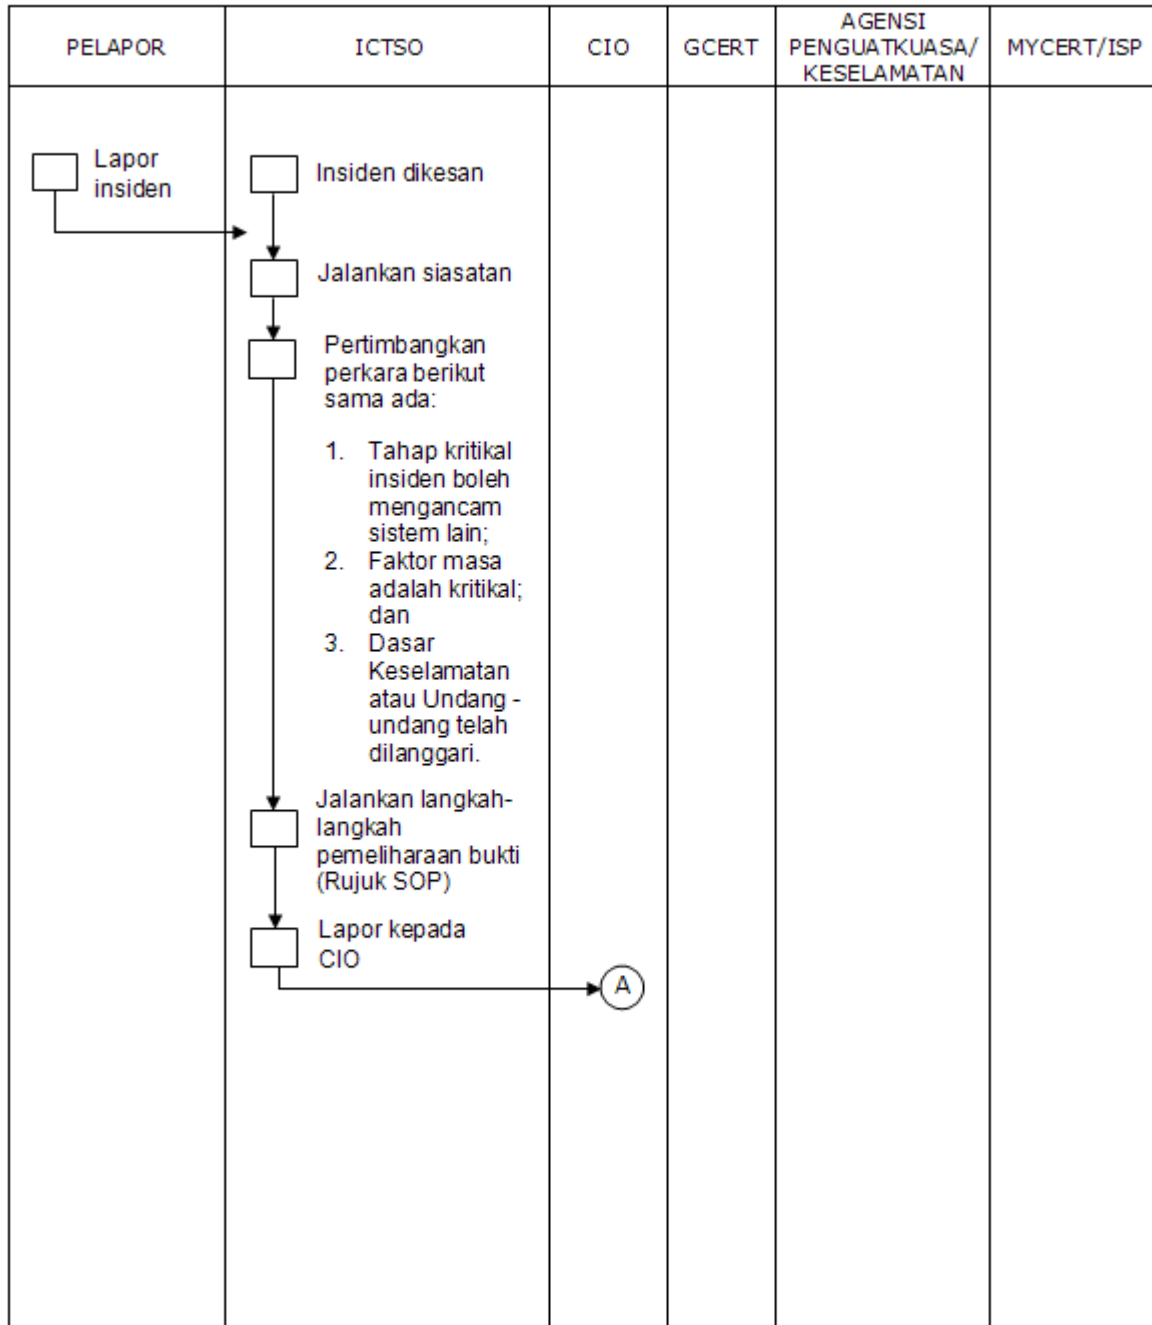 PELAPOR
ICTSO
CIO
GCERT
AGENSI
PENGUATKUASA/
KESELAMATAN
MYCERT/ISP
Lapor
insiden
Insiden dikesan
Jalankan siasatan
Pertimbangkan
perkara berikut
sama ada:
1. Tahap kritikal
insiden boleh
mengancam
sistem lain;
2. Faktor masa
adalah kritikal;
dan
3. Dasar
Keselamatan
atau Undang -
undang telah
dilanggari.
Jalankan langkah-
langkah
pemeliharaan bukti
(Rujuk SOP)
Lapor kepada
CIO
A